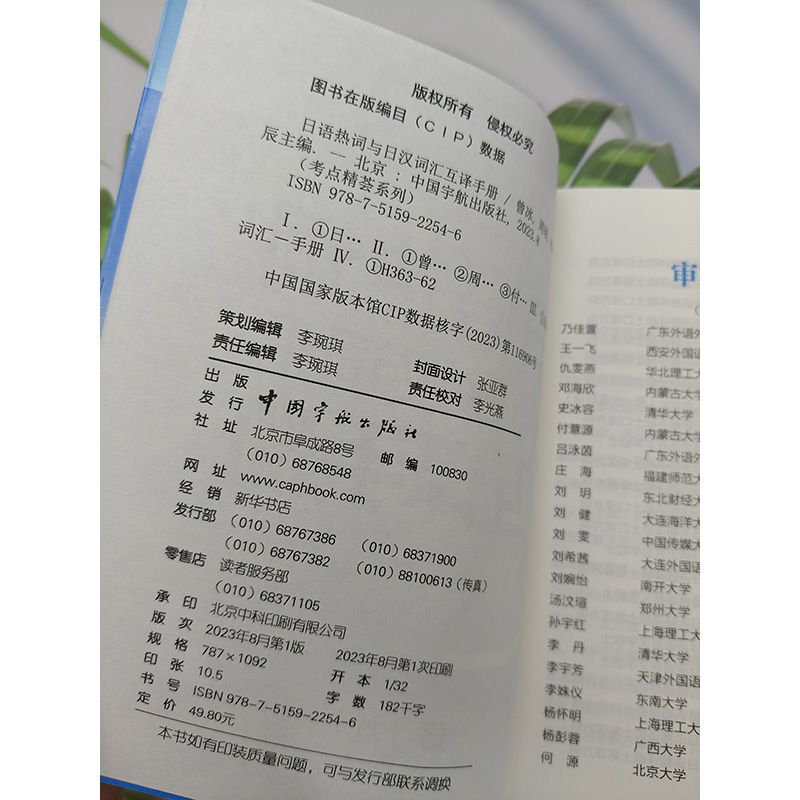 版权所有 侵权必究
图书在版编目（CIP）数据
日语热词与日汉词汇互译手册 / 曾冰，
辰主编. — 北京 : 中国宇航出版社, 2023.8
（考点精荟系列）
ISBN 978-7-5159-2254-6
Ⅰ. ①日… Ⅱ. ①曾… ②周… ③付… Ⅲ.
词汇－手册 Ⅳ. ①H363-62
中国国家版本馆CIP数据核字(2023)第116906号
策划编辑 李琬琪 封面设计 张亚群
责任编辑 李琬琪 责任校对 李光燕
出版
发行 中国宇航出版社
社址 北京市阜成路8号 邮编 100830
（010）68768548
网址 www.caphbook.com
经销 新华书店
发行部 （010）68767386 （010）68371900
（010）68767382 （010）88100613（传真）
零售店 读者服务部
（010）68371105
承印 北京中科印刷有限公司
版次 2023年8月第1版 2023年8月第1次印刷
规格 787×1092 开本 1/32
印张 10.5 字数 182千字
书号 ISBN 978-7-5159-2254-6
定价 49.80元
本书如有印装质量问题，可与发行部联系调换
审
乃佳萱 广东外语外
王一飞 西安外国语
仇雯燕 华北理工大
邓海欣 内蒙古大学
史冰容 清华大学
付慧源 内蒙古大学
吕泳茵 广东外语外
庄海 福建师范大
刘玥 东北财经大
刘健 大连海洋大
刘雯 中国传媒大
刘希茜 大连外国语
刘婉怡 南开大学
汤汶瑄 郑州大学
孙宇红 上海理工大
李丹 清华大学
李宇芳 天津外国语
李姝仪 东南大学
杨怀明 上海理工大
杨彭蓉 广西大学
何源 北京大学